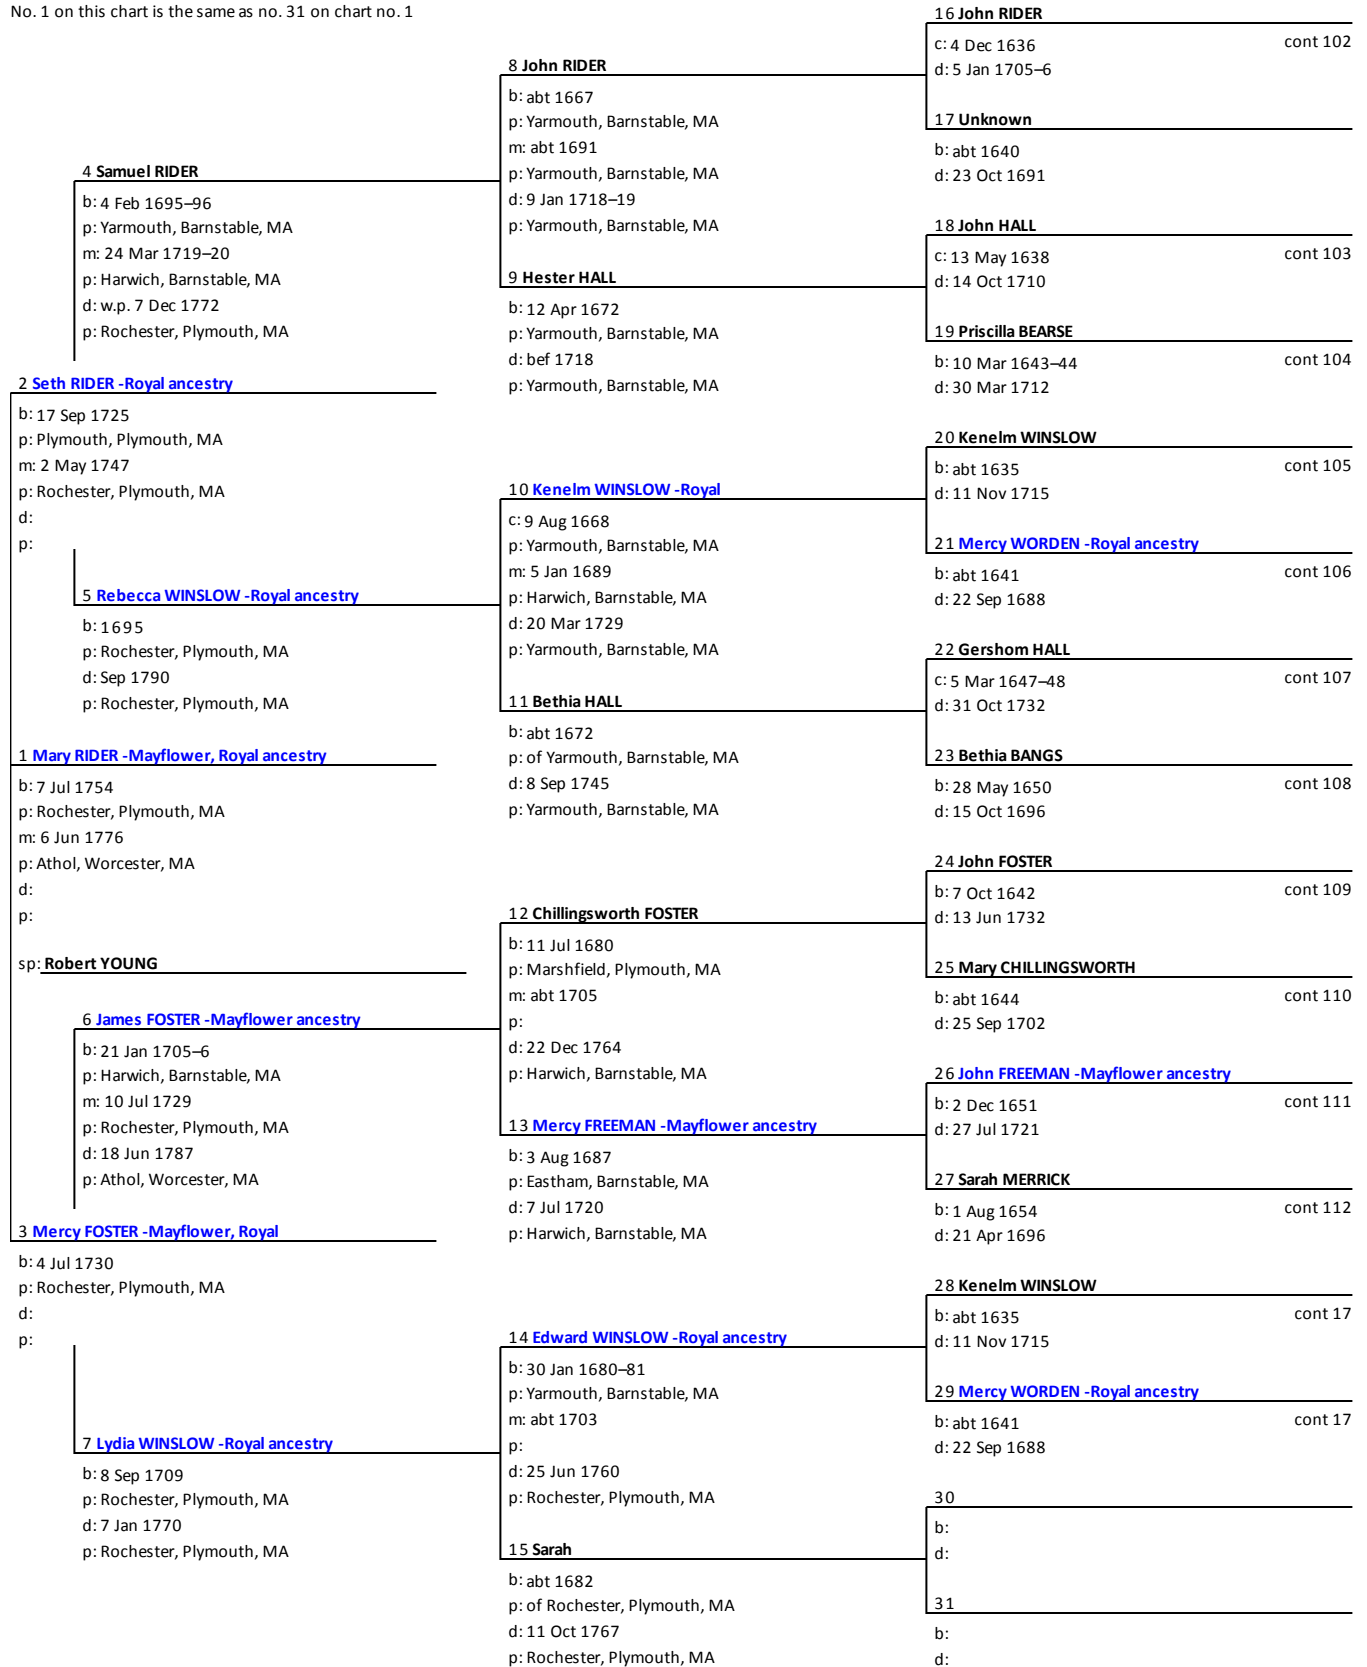 No. 1 on this chart is the same as no. 31 on chart no. 1
4 Samuel RIDER
b: 4 Feb 1695–96
p: Yarmouth, Barnstable, MA
m: 24 Mar 1719–20
p: Harwich, Barnstable, MA
d: w.p. 7 Dec 1772
p: Rochester, Plymouth, MA
2 Seth RIDER -Royal ancestry
b: 17 Sep 1725
p: Plymouth, Plymouth, MA
m: 2 May 1747
p: Rochester, Plymouth, MA
d:
p:
5 Rebecca WINSLOW -Royal ancestry
b: 1695
p: Rochester, Plymouth, MA
d: Sep 1790
p: Rochester, Plymouth, MA
1 Mary RIDER -Mayflower, Royal ancestry
b: 7 Jul 1754
p: Rochester, Plymouth, MA
m: 6 Jun 1776
p: Athol, Worcester, MA
d:
p:
sp: Robert YOUNG
6 James FOSTER -Mayflower ancestry
b: 21 Jan 1705–6
p: Harwich, Barnstable, MA
m: 10 Jul 1729
p: Rochester, Plymouth, MA
d: 18 Jun 1787
p: Athol, Worcester, MA
3 Mercy FOSTER -Mayflower, Royal
b: 4 Jul 1730
p: Rochester, Plymouth, MA
d:
p:
7 Lydia WINSLOW -Royal ancestry
b: 8 Sep 1709
p: Rochester, Plymouth, MA
d: 7 Jan 1770
p: Rochester, Plymouth, MA
8 John RIDER
b: abt 1667
p: Yarmouth, Barnstable, MA
m: abt 1691
p: Yarmouth, Barnstable, MA
d: 9 Jan 1718–19
p: Yarmouth, Barnstable, MA
9 Hester HALL
b: 12 Apr 1672
p: Yarmouth, Barnstable, MA
d: bef 1718
p: Yarmouth, Barnstable, MA
10 Kenelm WINSLOW -Royal
c: 9 Aug 1668
p: Yarmouth, Barnstable, MA
m: 5 Jan 1689
p: Harwich, Barnstable, MA
d: 20 Mar 1729
p: Yarmouth, Barnstable, MA
11 Bethia HALL
b: abt 1672
p: of Yarmouth, Barnstable, MA
d: 8 Sep 1745
p: Yarmouth, Barnstable, MA
12 Chillingsworth FOSTER
b: 11 Jul 1680
p: Marshfield, Plymouth, MA
m: abt 1705
p:
d: 22 Dec 1764
p: Harwich, Barnstable, MA
13 Mercy FREEMAN -Mayflower ancestry
b: 3 Aug 1687
p: Eastham, Barnstable, MA
d: 7 Jul 1720
p: Harwich, Barnstable, MA
14 Edward WINSLOW -Royal ancestry
b: 30 Jan 1680–81
p: Yarmouth, Barnstable, MA
m: abt 1703
p:
d: 25 Jun 1760
p: Rochester, Plymouth, MA
15 Sarah
b: abt 1682
p: of Rochester, Plymouth, MA
d: 11 Oct 1767
p: Rochester, Plymouth, MA
16 John RIDER
c: 4 Dec 1636 cont 102
d: 5 Jan 1705–6
17 Unknown
b: abt 1640
d: 23 Oct 1691
18 John HALL
c: 13 May 1638 cont 103
d: 14 Oct 1710
19 Priscilla BEARSE
b: 10 Mar 1643–44 cont 104
d: 30 Mar 1712
20 Kenelm WINSLOW
b: abt 1635 cont 105
d: 11 Nov 1715
21 Mercy WORDEN -Royal ancestry
b: abt 1641 cont 106
d: 22 Sep 1688
22 Gershom HALL
c: 5 Mar 1647–48 cont 107
d: 31 Oct 1732
23 Bethia BANGS
b: 28 May 1650 cont 108
d: 15 Oct 1696
24 John FOSTER
b: 7 Oct 1642 cont 109
d: 13 Jun 1732
25 Mary CHILLINGSWORTH
b: abt 1644 cont 110
d: 25 Sep 1702
26 John FREEMAN -Mayflower ancestry
b: 2 Dec 1651 cont 111
d: 27 Jul 1721
27 Sarah MERRICK
b: 1 Aug 1654 cont 112
d: 21 Apr 1696
28 Kenelm WINSLOW
b: abt 1635 cont 17
d: 11 Nov 1715
29 Mercy WORDEN -Royal ancestry
b: abt 1641 cont 17
d: 22 Sep 1688
30
b:
d:
31
b:
d: